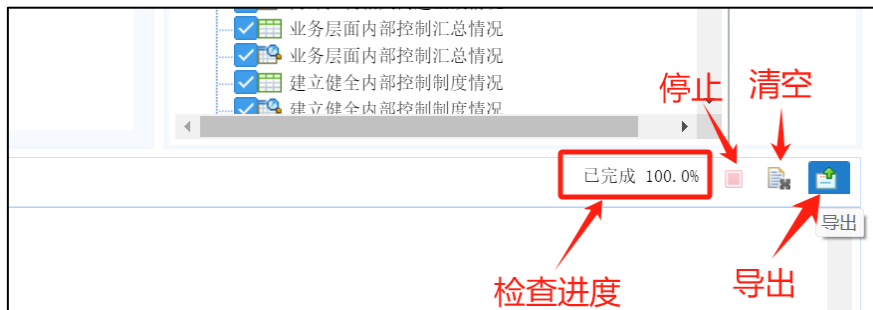 业务层面内部控制汇总情况
业务层面内部控制汇总情况
建立健全内部控制制度情况
建立健全内部控制制度情况
停止
清空
已完成 100.0%
导出
检查进度
导出